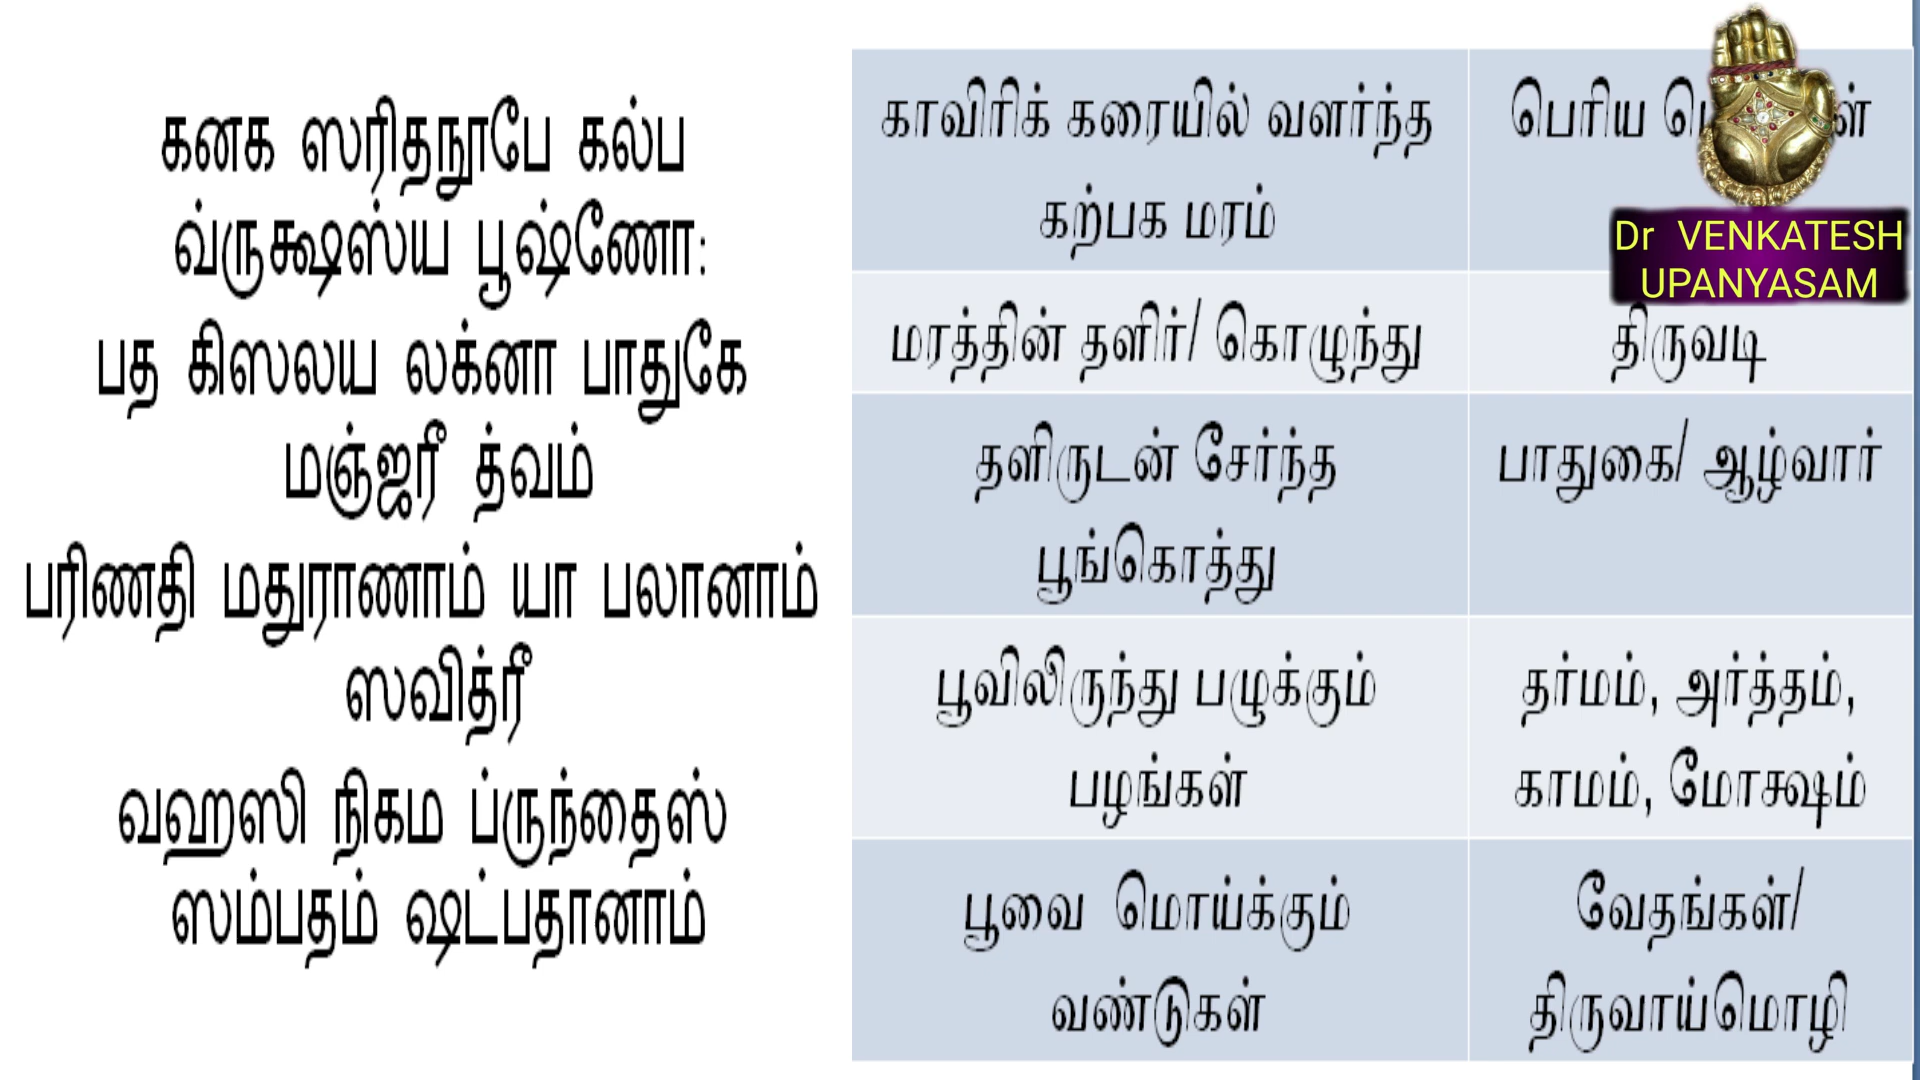 கனக ஸரிதநூபே கல்ப
வ்ருக்ஷஸ்ய பூஷ்ணோ:
பத கிஸலய லக்னா பாதுகே
மஞ்ஜரீ த்வம்
பரிணதி மதுராணாம் யா பலானாம்
ஸவித்ரீ
வஹஸி நிகம ப்ருந்தைஸ்
ஸம்பதம் ஷட்பதானாம்
காவிரிக் கரையில் வளர்ந்த
கற்பக மரம்
பெரிய
மரத்தின் தளிர்/ கொழுந்து
திருவடி
தளிருடன் சேர்ந்த
பூங்கொத்து
பாதுகை/ ஆழ்வார்
பூவிலிருந்து பழுக்கும்
பழங்கள்
தர்மம், அர்த்தம்,
காமம், மோக்ஷம்
பூவை மொய்க்கும்
வண்டுகள்
வேதங்கள்/
திருவாய்மொழி
Dr VENKATESH
UPANYASAM